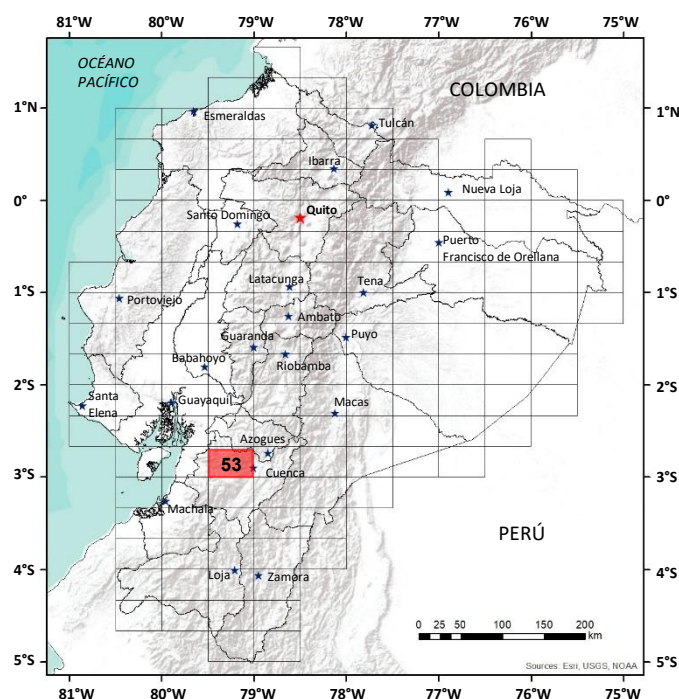 81°W 80°W 79°W 78°W 77°W 76°W 75°W
OCÉANO
PACÍFICO
COLOMBIA
1°N 1°N
Esmeraldas
Tulcán
Ibarra
Nueva Loja
0° 0°
Santo Domingo
Quito
Puerto
Francisco de Orellana
Latacunga
Tena
1°S 1°S
Portoviejo
Ambato
Guaranda
Puyo
Babahoyo
Riobamba
2°S 2°S
Santa
Elena
Guayaquil
Macas
Azogues
53
Cuenca
3°S 3°S
Machala
PERÚ
4°S 4°S
Loja
Zamora
0 25 50 100 150 200
km
5°S 5°S
Sources: Esri, USGS, NOAA
81°W 80°W 79°W 78°W 77°W 76°W 75°W